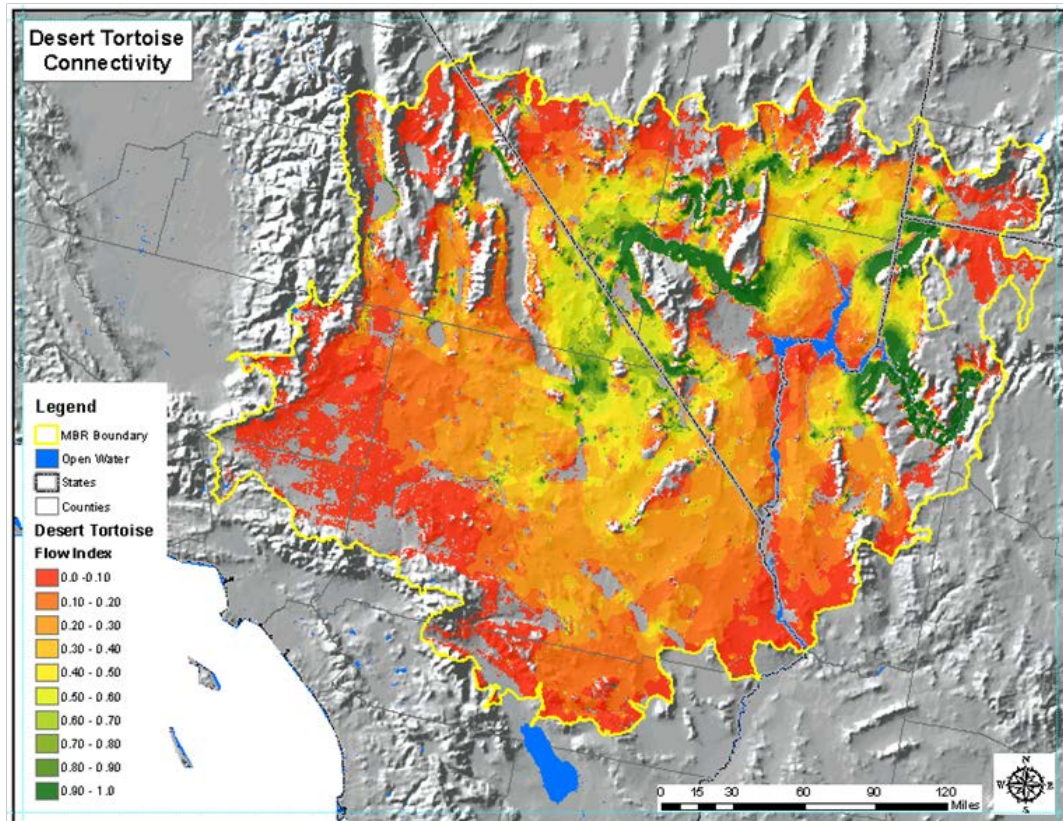 Desert Tortoise
Connectivity
Legend
MBR Boundary
Open Water
States
Counties
Desert Tortoise
Flow Index
0.0 -0.10
0.10 - 0.20
0.20 - 0.30
0.30 - 0.40
0.40 - 0.50
0.50 - 0.60
0.60 - 0.70
0.70 - 0.80
0.80 - 0.90
0.90 - 1.0
N
W E
S
0 15 30 60 90 120
Miles